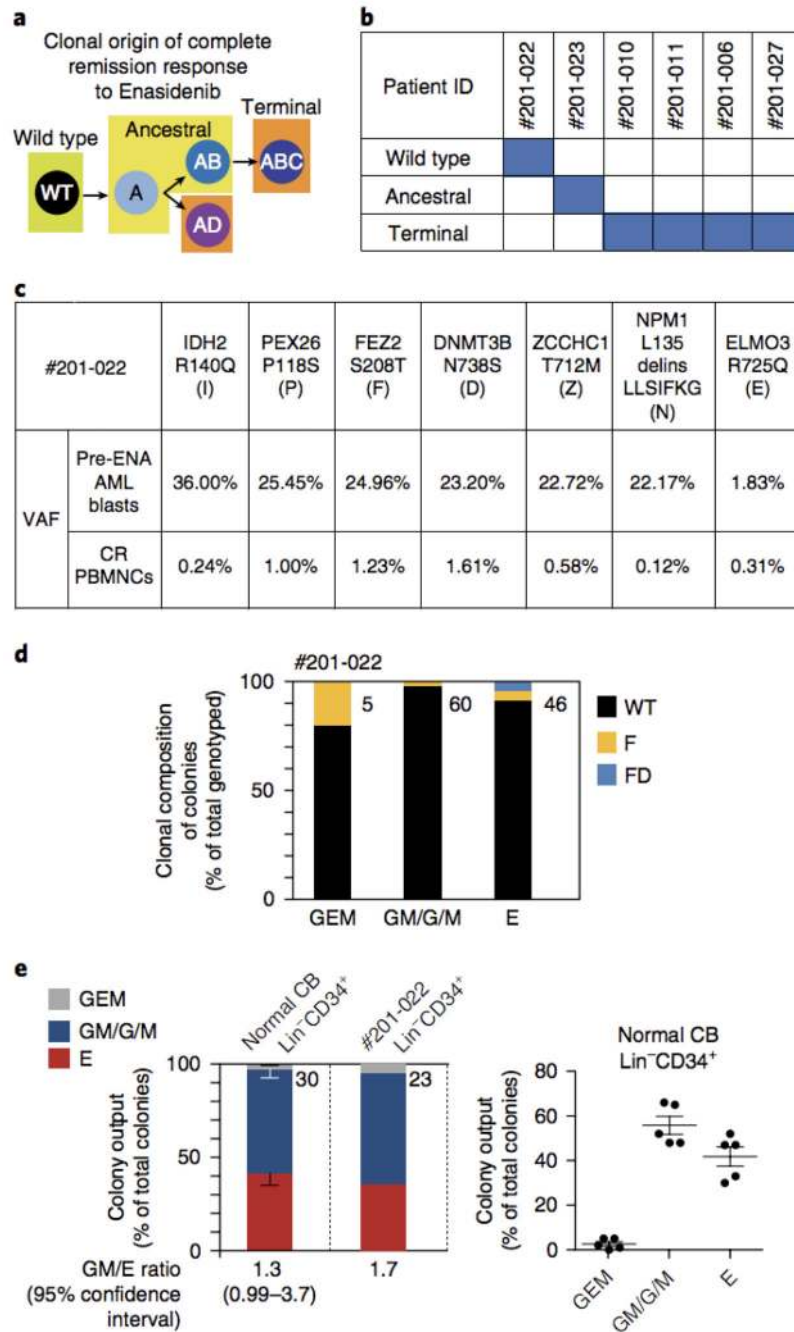 a
Clonal origin of complete
remission response
to Enasidenib
Wild type
Ancestral
Terminal
WT
A
AB
ABC
AD
b
Patient ID
#201-022
#201-023
#201-010
#201-011
#201-006
#201-027
Wild type
Ancestral
Terminal
c
#201-022
IDH2
R140Q
(I)
PEX26
P118S
(P)
FEZ2
S208T
(F)
DNMT3B
N738S
(D)
ZCCHC1
T712M
(Z)
NPM1
L135
delins
LLSIFKG
(N)
ELMO3
R725Q
(E)
VAF
Pre-ENA
AML
blasts
36.00% 25.45% 24.96% 23.20% 22.72% 22.17% 1.83%
CR
PBMNCs
0.24% 1.00% 1.23% 1.61% 0.58% 0.12% 0.31%
d
#201-022
Clonal composition
of colonies
(% of total genotyped)
100
50
0
5
60
46
GEM
GM/G/M
E
WT
F
FD
e
GEM
GM/G/M
E
Normal CB
Lin⁻CD34⁺
#201-022
Lin⁻CD34⁺
Colony output
(% of total colonies)
100
50
0
30
23
GM/E ratio
(95% confidence
interval)
1.3
(0.99–3.7)
1.7
Normal CB
Lin⁻CD34⁺
Colony output
(% of total colonies)
80
60
40
20
0
GEM
GM/G/M
E